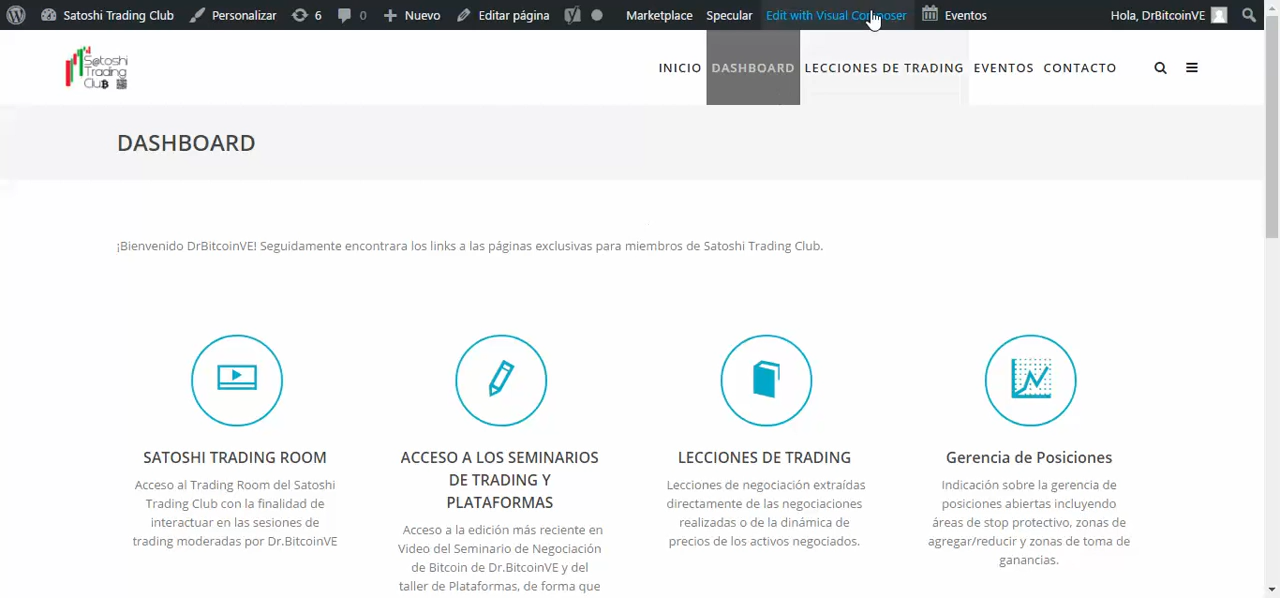 Satoshi Trading Club Personalizar 6 0 Nuevo Editar página Marketplace Specular Edit with Visual Composer Eventos Hola, DrBitcoinVE
Satoshi
Trading
Club
INICIO DASHBOARD LECCIONES DE TRADING EVENTOS CONTACTO
DASHBOARD
¡Bienvenido DrBitcoinVE! Seguidamente encontrara los links a las páginas exclusivas para miembros de Satoshi Trading Club.
SATOSHI TRADING ROOM
Acceso al Trading Room del Satoshi
Trading Club con la finalidad de
interactuar en las sesiones de
trading moderadas por Dr.BitcoinVE
ACCESO A LOS SEMINARIOS
DE TRADING Y
PLATAFORMAS
Acceso a la edición más reciente en
Video del Seminario de Negociación
de Bitcoin de Dr.BitcoinVE y del
taller de Plataformas, de forma que
LECCIONES DE TRADING
Lecciones de negociación extraídas
directamente de las negociaciones
realizadas o de la dinámica de
precios de los activos negociados.
Gerencia de Posiciones
Indicación sobre la gerencia de
posiciones abiertas incluyendo
áreas de stop protectivo, zonas de
agregar/reducir y zonas de toma de
ganancias.